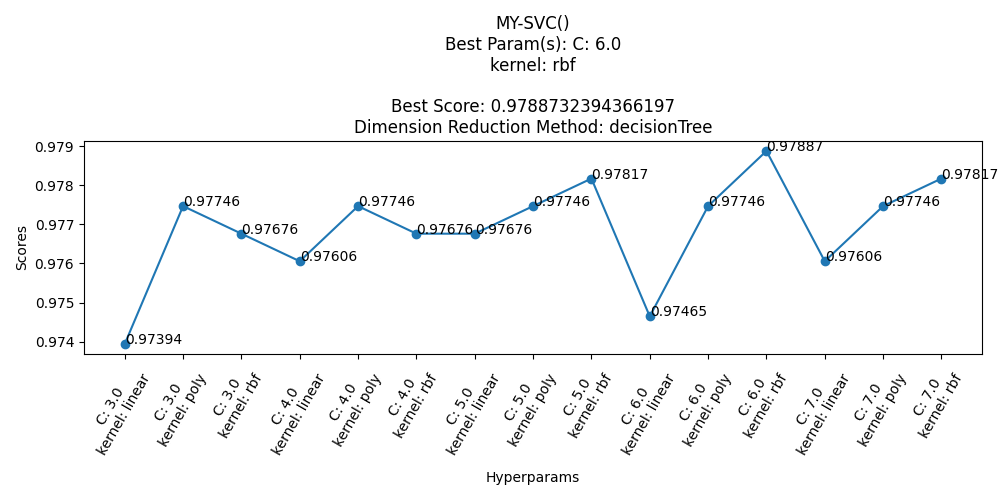 MY-SVC()
Best Param(s): C: 6.0
kernel: rbf
Best Score: 0.9788732394366197
Dimension Reduction Method: decisionTree
0.979
0.978
0.977
0.976
0.975
0.974
Scores
0.97394
0.97746
0.97676
0.97606
0.97746
0.97676
0.97676
0.97746
0.97817
0.97465
0.97746
0.97887
0.97606
0.97746
0.97817
C: 3.0
kernel: linear
C: 3.0
kernel: poly
C: 3.0
kernel: rbf
C: 4.0
kernel: linear
C: 4.0
kernel: poly
C: 4.0
kernel: rbf
C: 5.0
kernel: linear
C: 5.0
kernel: poly
C: 5.0
kernel: rbf
C: 6.0
kernel: linear
C: 6.0
kernel: poly
C: 6.0
kernel: rbf
C: 7.0
kernel: linear
C: 7.0
kernel: poly
C: 7.0
kernel: rbf
Hyperparams